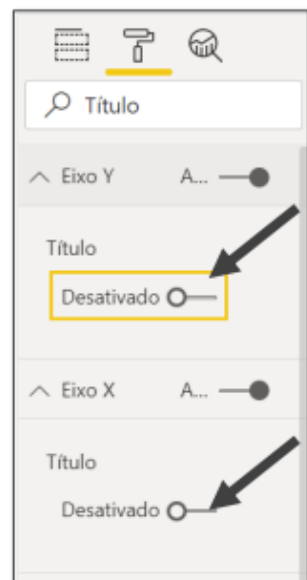 Título
Eixo Y A...
Título
Desativado
Eixo X A...
Título
Desativado